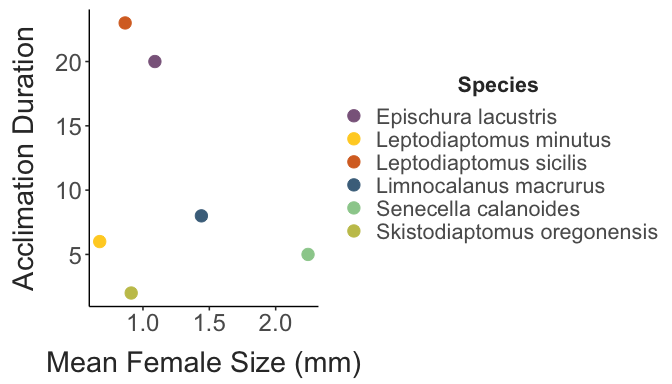 Acclimation Duration
20
15
10
5
1.0 1.5 2.0
Mean Female Size (mm)
Species
Epischura lacustris
Leptodiaptomus minutus
Leptodiaptomus sicilis
Limnocalanus macrurus
Senecella calanoides
Skistodiaptomus oregonensis